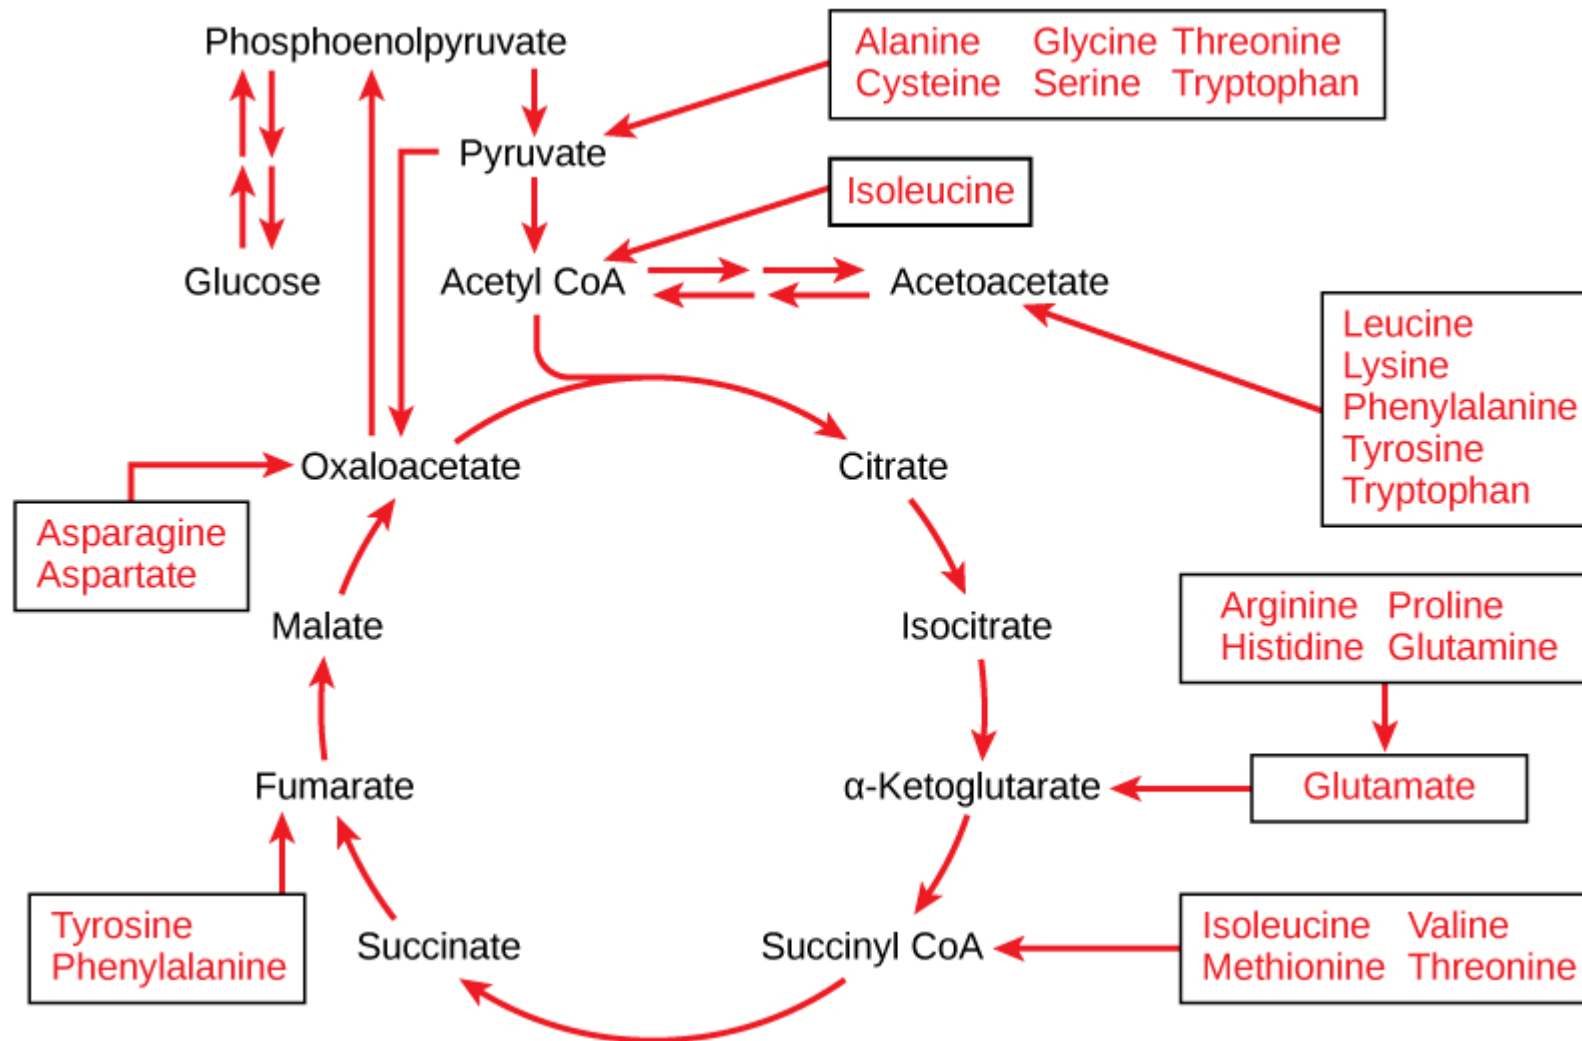 Phosphoenolpyruvate
Alanine Glycine Threonine
Cysteine Serine Tryptophan
Pyruvate
Isoleucine
Glucose
Acetyl CoA
Acetoacetate
Leucine
Lysine
Phenylalanine
Tyrosine
Tryptophan
Oxaloacetate
Citrate
Asparagine
Aspartate
Malate
Isocitrate
Arginine Proline
Histidine Glutamine
Fumarate
α-Ketoglutarate
Glutamate
Tyrosine
Phenylalanine
Succinate
Succinyl CoA
Isoleucine Valine
Methionine Threonine